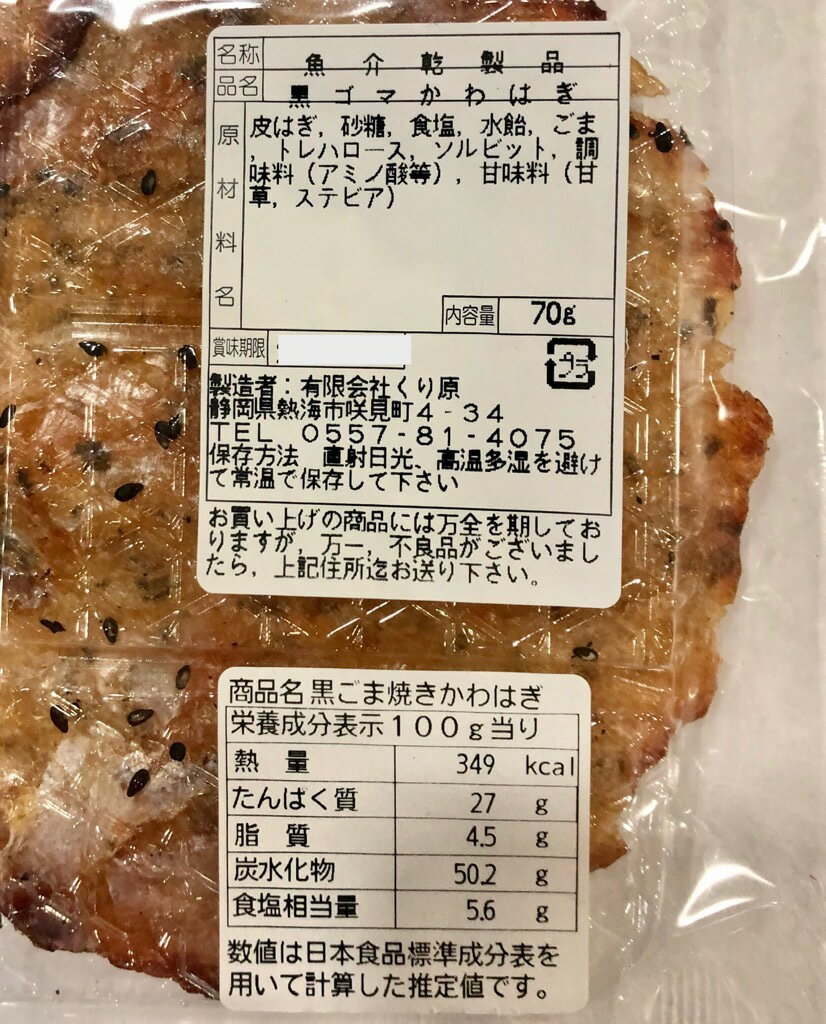 名称 魚介乾製品
品名 黒ゴマかわはぎ
原材料名
皮はぎ, 砂糖, 食塩, 水飴, ごま
, トレハロース, ソルビット, 調
味料（アミノ酸等）, 甘味料（甘
草, ステビア）
内容量 70g
賞味期限
プラ
製造者：有限会社くり原
静岡県熱海市咲見町4-34
TEL 0557-81-4075
保存方法 直射日光、高温多湿を避け
て常温で保存して下さい
お買い上げの商品には万全を期してお
りますが, 万一, 不良品がございまし
たら, 上記住所迄お送り下さい。
商品名 黒ごま焼きかわはぎ
栄養成分表示100g当り
熱量 349 kcal
たんぱく質 27 g
脂質 4.5 g
炭水化物 50.2 g
食塩相当量 5.6 g
数値は日本食品標準成分表を
用いて計算した推定値です。